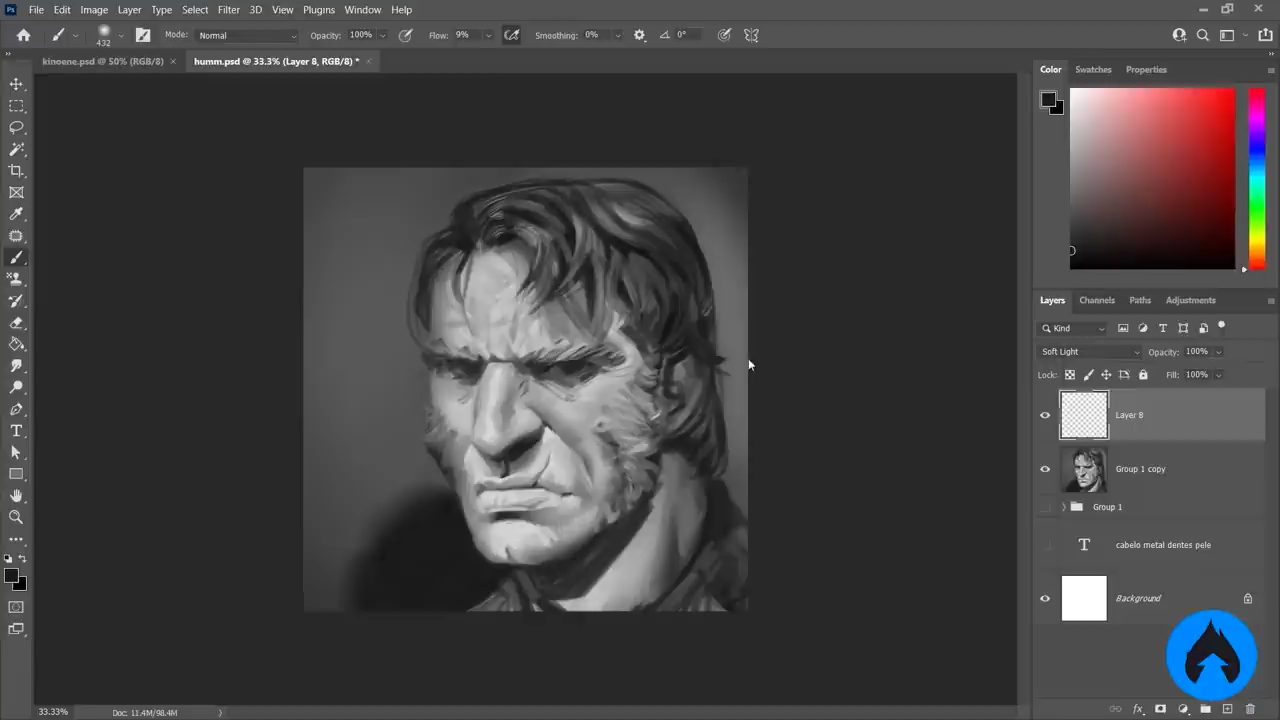 Ps File Edit Image Layer Type Select Filter 3D View Plugins Window Help
432 Mode: Normal Opacity: 100% Flow: 9% Smoothing: 0% 0°
kinoene.psd @ 50% (RGB/8) × humm.psd @ 33.3% (Layer 8, RGB/8) * ×
Color Swatches Properties
Layers Channels Paths Adjustments
Kind
Soft Light Opacity: 100%
Lock: Fill: 100%
Layer 8
Group 1 copy
Group 1
T cabelo metal dentes pele
Background
33.33% Doc: 11.4M/98.4M